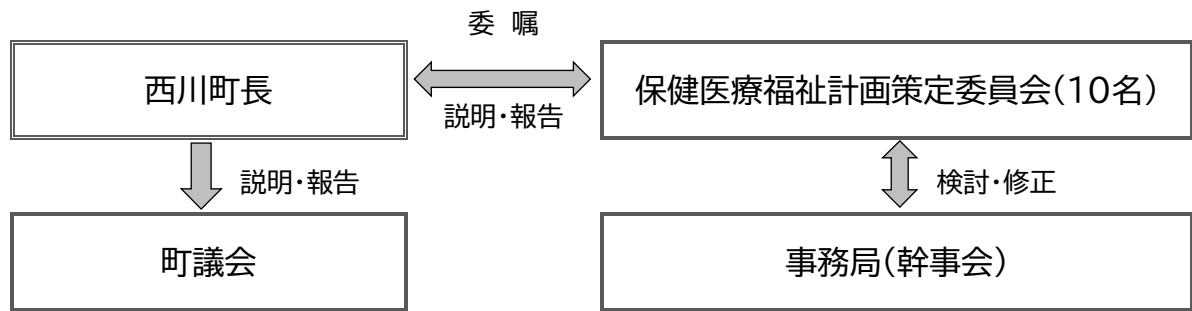 委 嘱
西川町長
保健医療福祉計画策定委員会(10名)
説明・報告
説明・報告
検討・修正
町議会
事務局(幹事会)